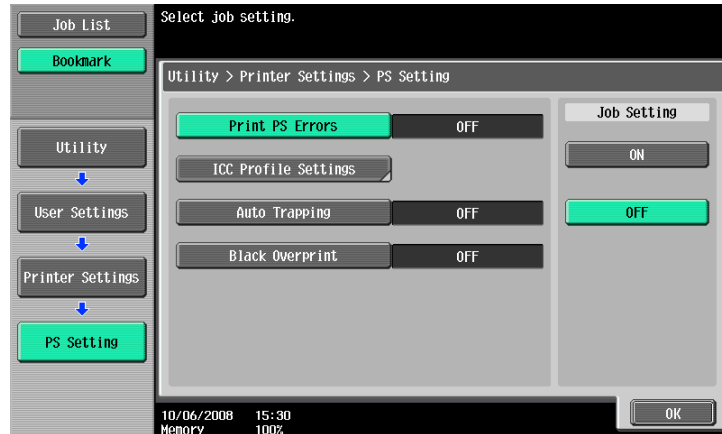 Job List
Bookmark
Select job setting.
Utility > Printer Settings > PS Setting
Utility
User Settings
Printer Settings
PS Setting
Print PS Errors OFF
ICC Profile Settings
Auto Trapping OFF
Black Overprint OFF
Job Setting
ON
OFF
10/06/2008 15:30
Memory 100%
OK